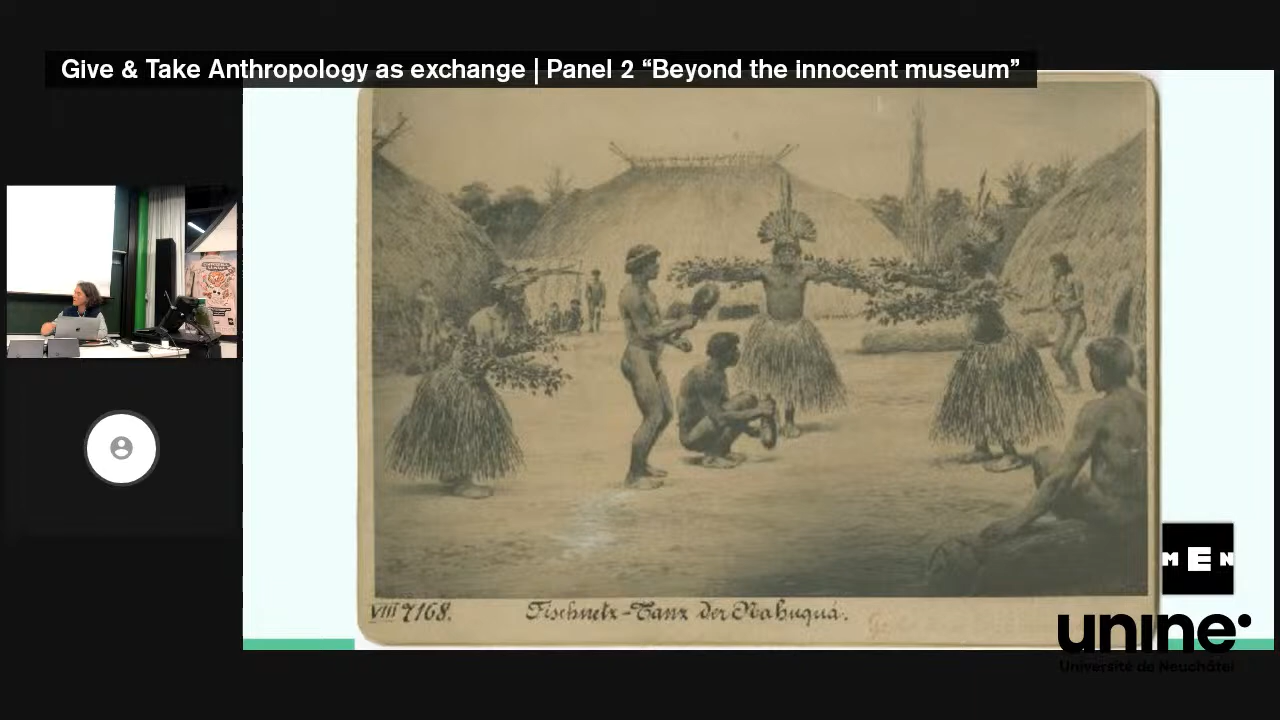 Give & Take Anthropology as exchange | Panel 2 “Beyond the innocent museum”
VIII 7168.
Fischnetz-Tanz der Nahuquá.
MEN
unine
Université de Neuchâtel